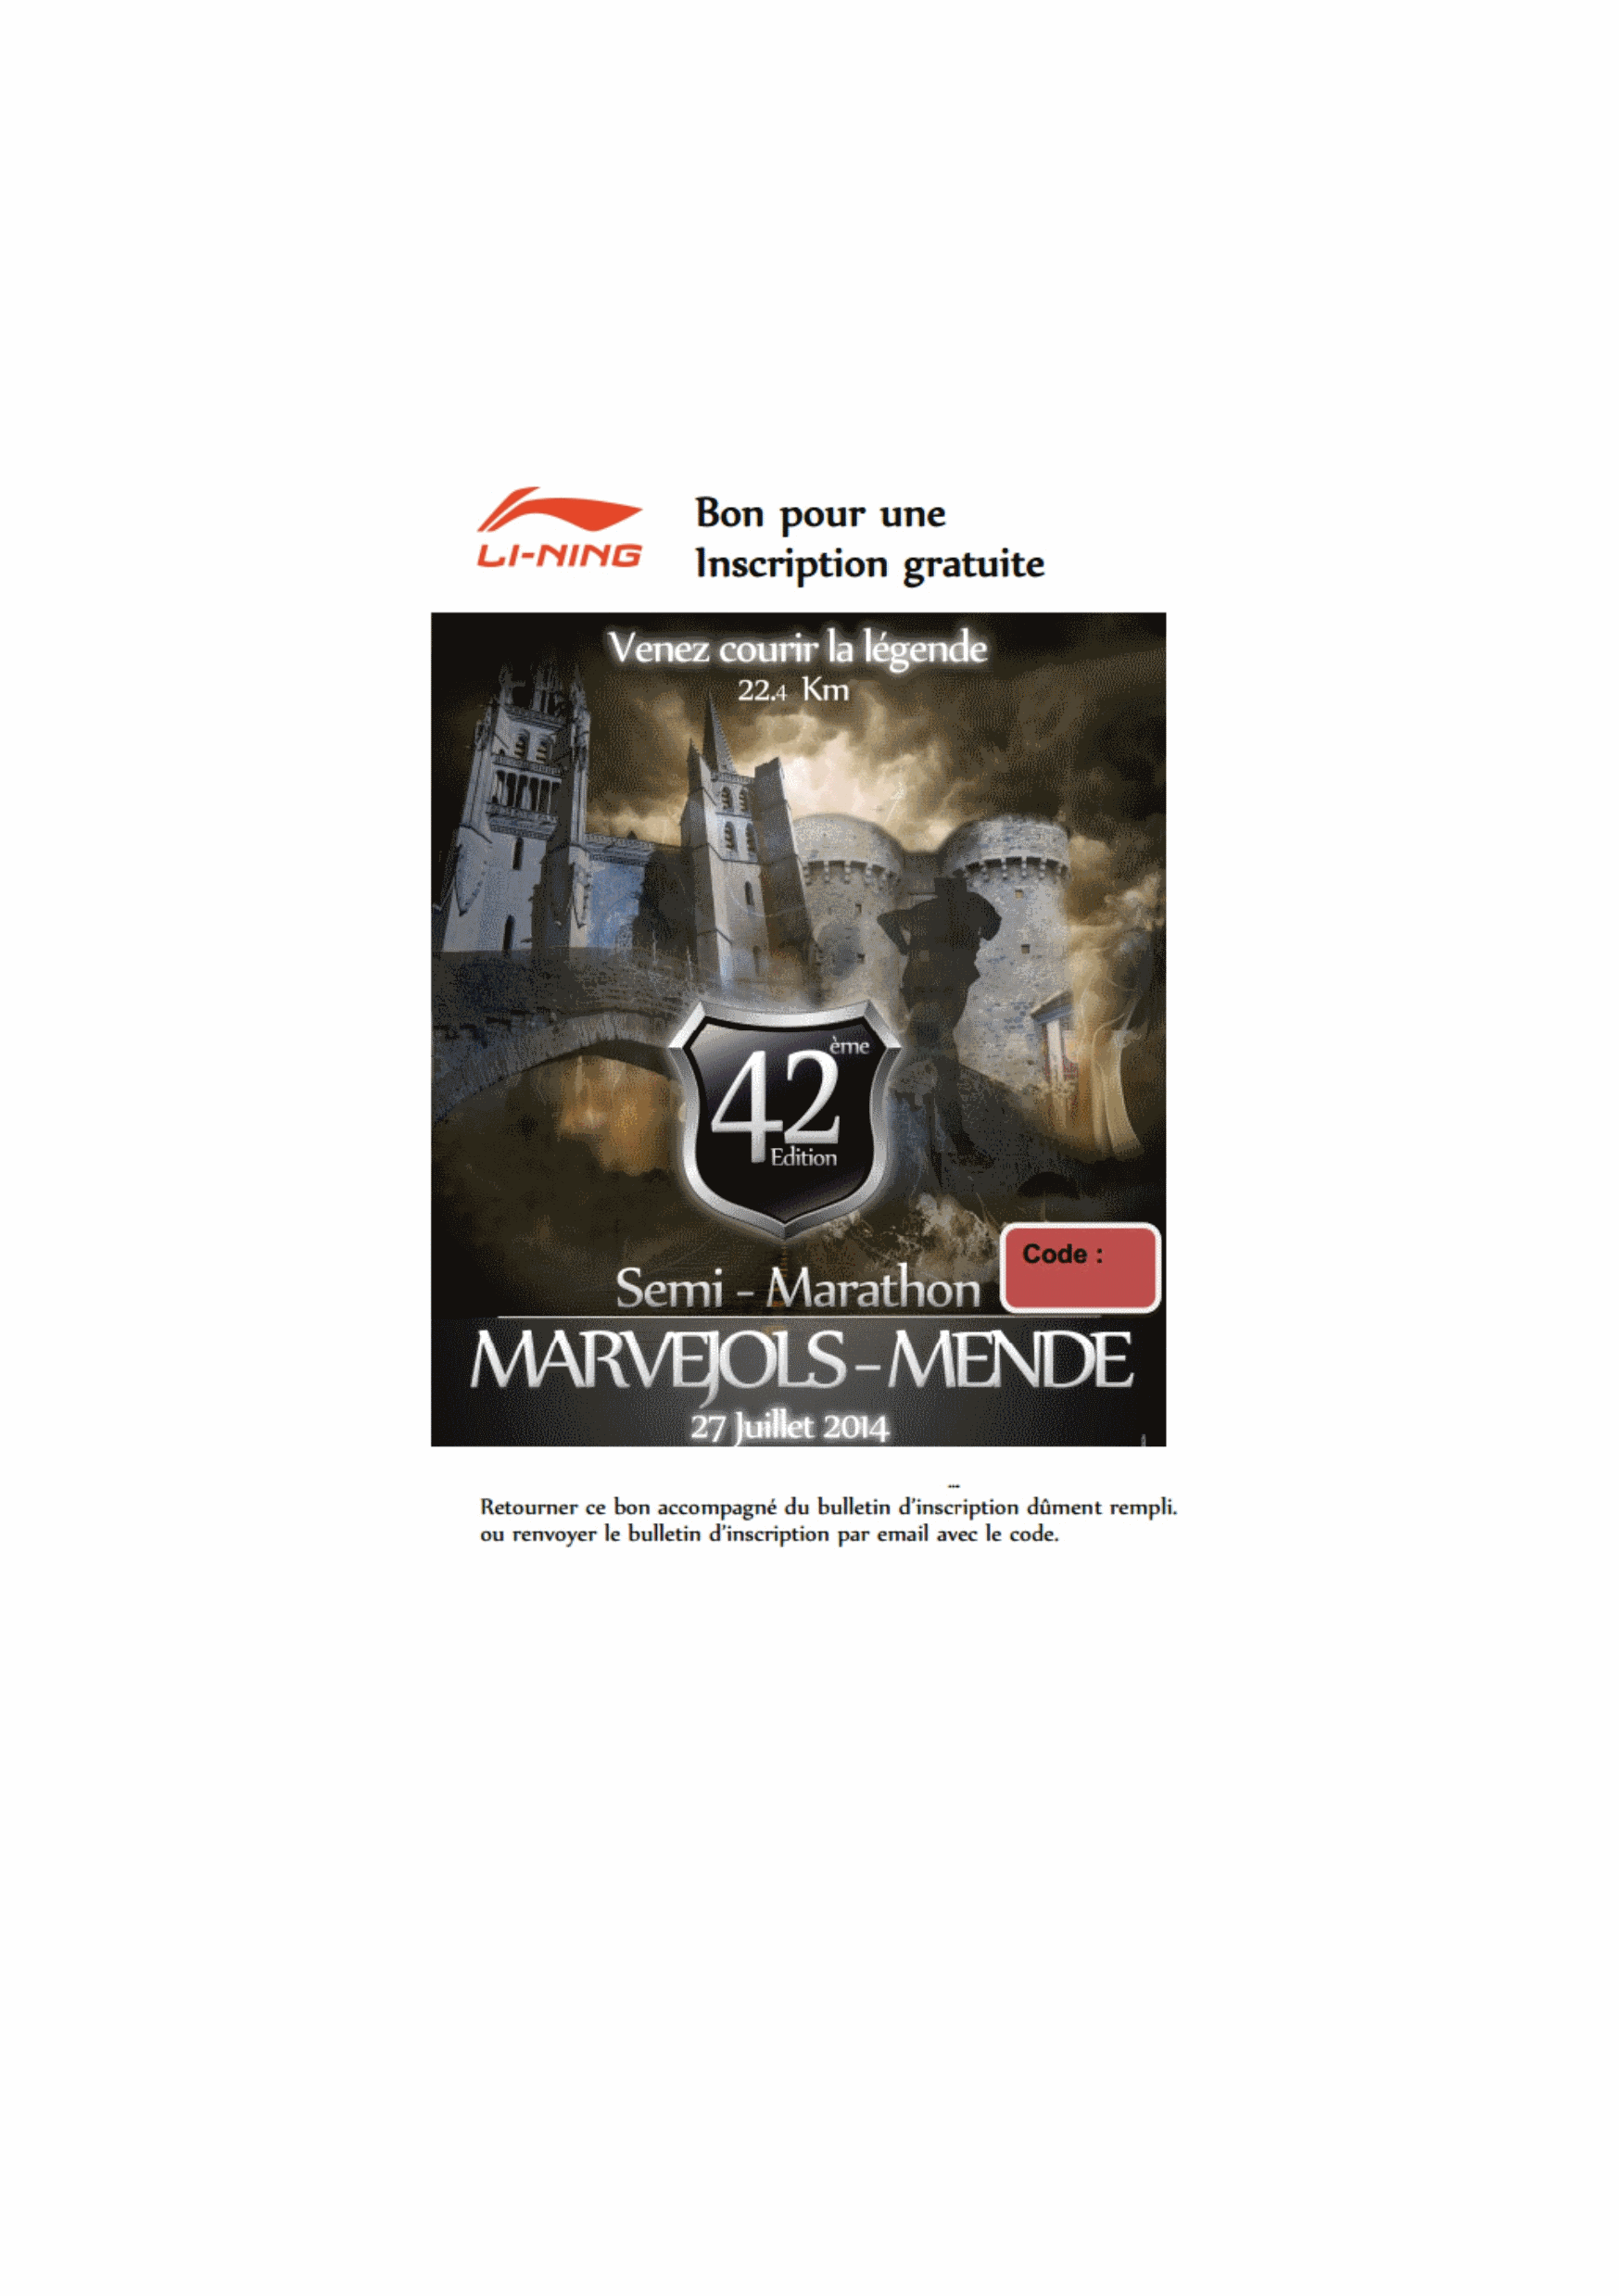 LI-NING
Bon pour une
Inscription gratuite
Venez courir la légende
22.4 Km
42ème
Edition
Code :
Semi - Marathon
MARVEJOLS - MENDE
27 Juillet 2014
...
Retourner ce bon accompagné du bulletin d'inscription dûment rempli.
ou renvoyer le bulletin d'inscription par email avec le code.